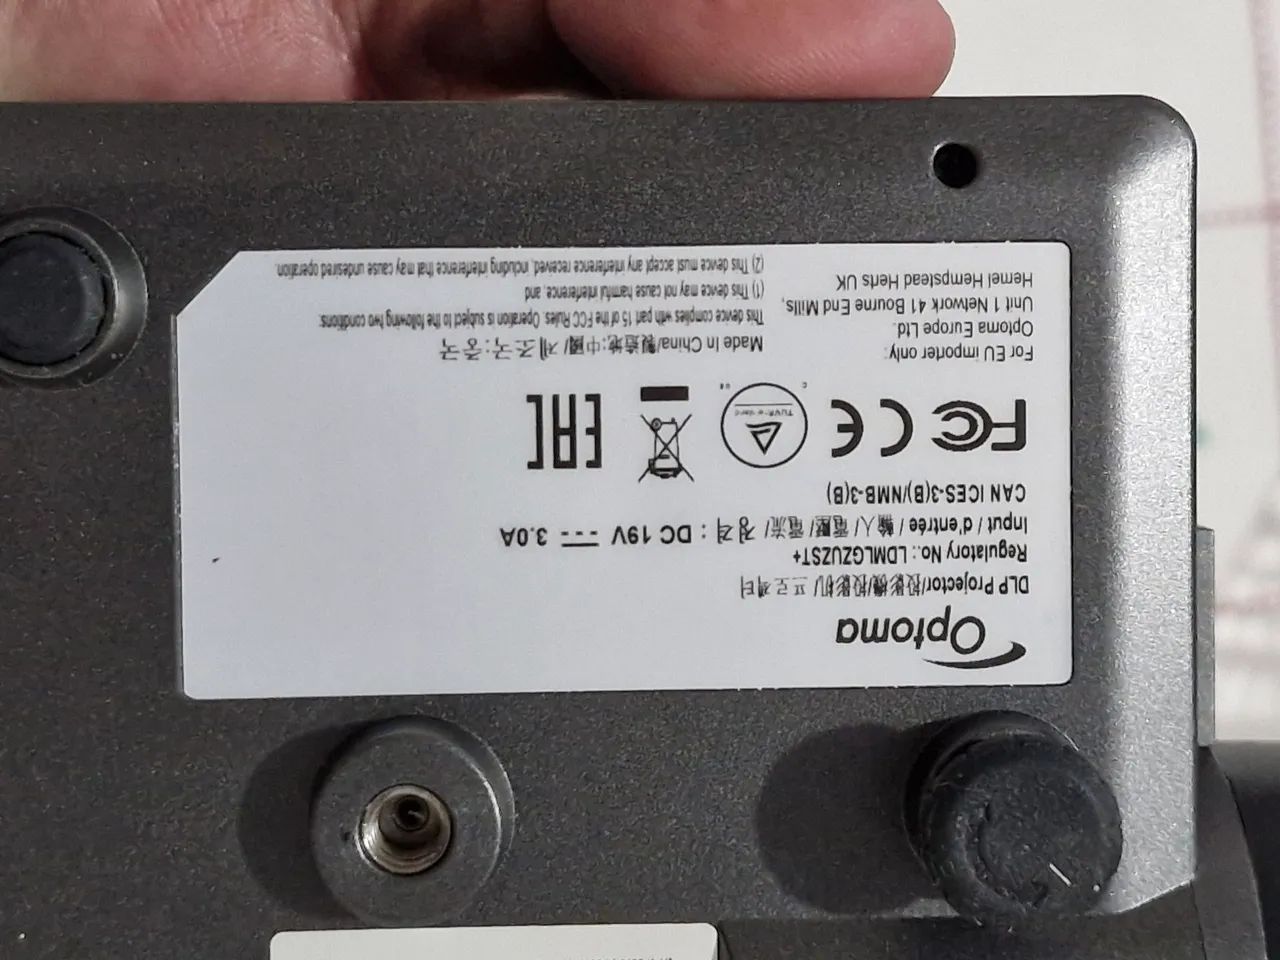 Optoma
DLP Projector/投影機/投影机/ 프로젝터
Regulatory No.: LDMLGZUZST+
Input / d'entrée / 輸入/ 電壓/ 電流/ 정격 : DC 19V ⎓ 3.0A
CAN ICES-3(B)/NMB-3(B)
FC CE TÜVRheinland EAC
C US
For EU importer only:
Optoma Europe Ltd.
Unit 1 Network 41 Bourne End Mills,
Hemel Hempstead Herts UK
Made In China/製造地:中國/ 제조국:중국
This device complies with part 15 of the FCC Rules. Operation is subject to the following two conditions:
(1) This device may not cause harmful interference, and
(2) This device must accept any interference received, including interference that may cause undesired operation.